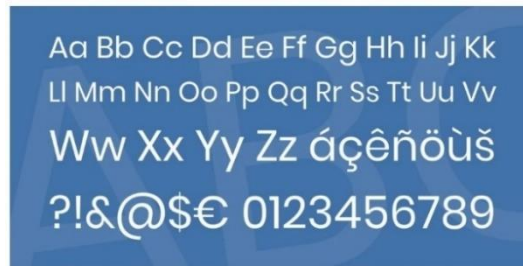 Aa Bb Cc Dd Ee Ff Gg Hh Ii Jj Kk
Ll Mm Nn Oo Pp Qq Rr Ss Tt Uu Vv
Ww Xx Yy Zz áçêñöùš
?!&@$€ 0123456789
ABC